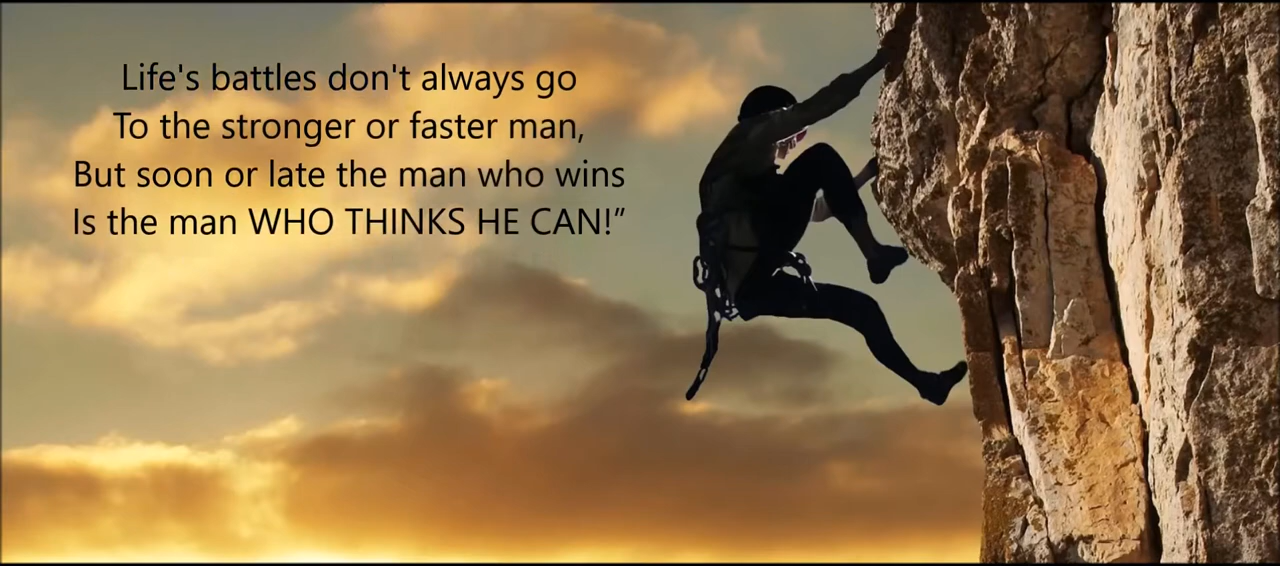 Life's battles don't always go
To the stronger or faster man,
But soon or late the man who wins
Is the man WHO THINKS HE CAN!”